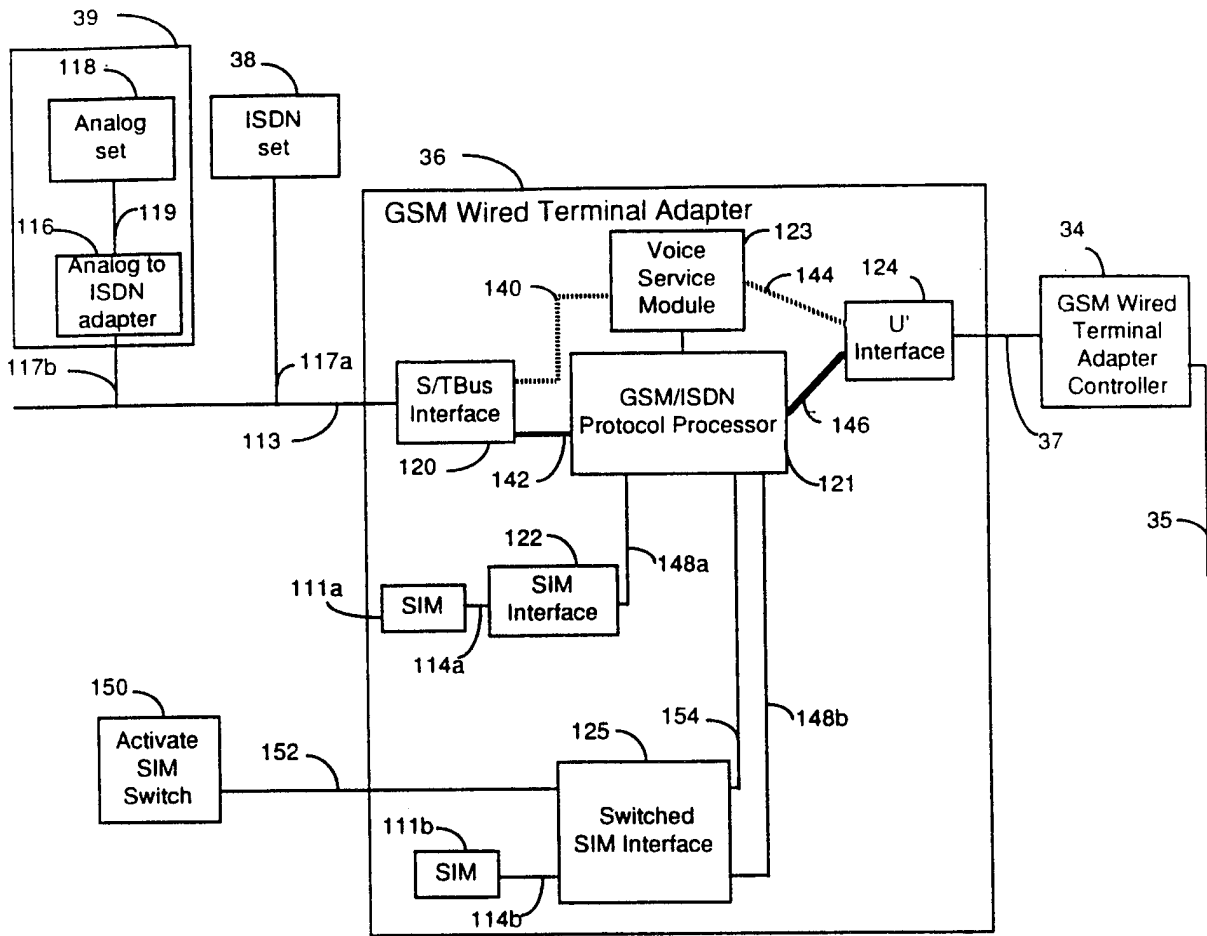 39
118
38
Analog
set
ISDN
set
36
GSM Wired Terminal Adapter
116
119
Analog to
ISDN
adapter
Voice
Service
Module
123
140
144
124
34
U'
Interface
GSM Wired
Terminal
Adapter
Controller
117b
117a
S/TBus
Interface
GSM/ISDN
Protocol Processor
113
120
142
146
121
37
35
122
148a
111a
SIM
SIM
Interface
114a
150
154
148b
Activate
SIM
Switch
152
125
Switched
SIM Interface
111b
SIM
114b